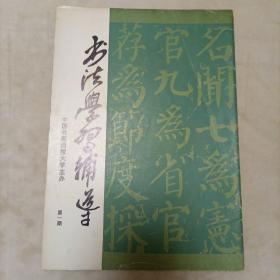 书法学习辅导
中国书画函授大学主办
第一期
名聞七為憲
官九為省官
荐為節度採